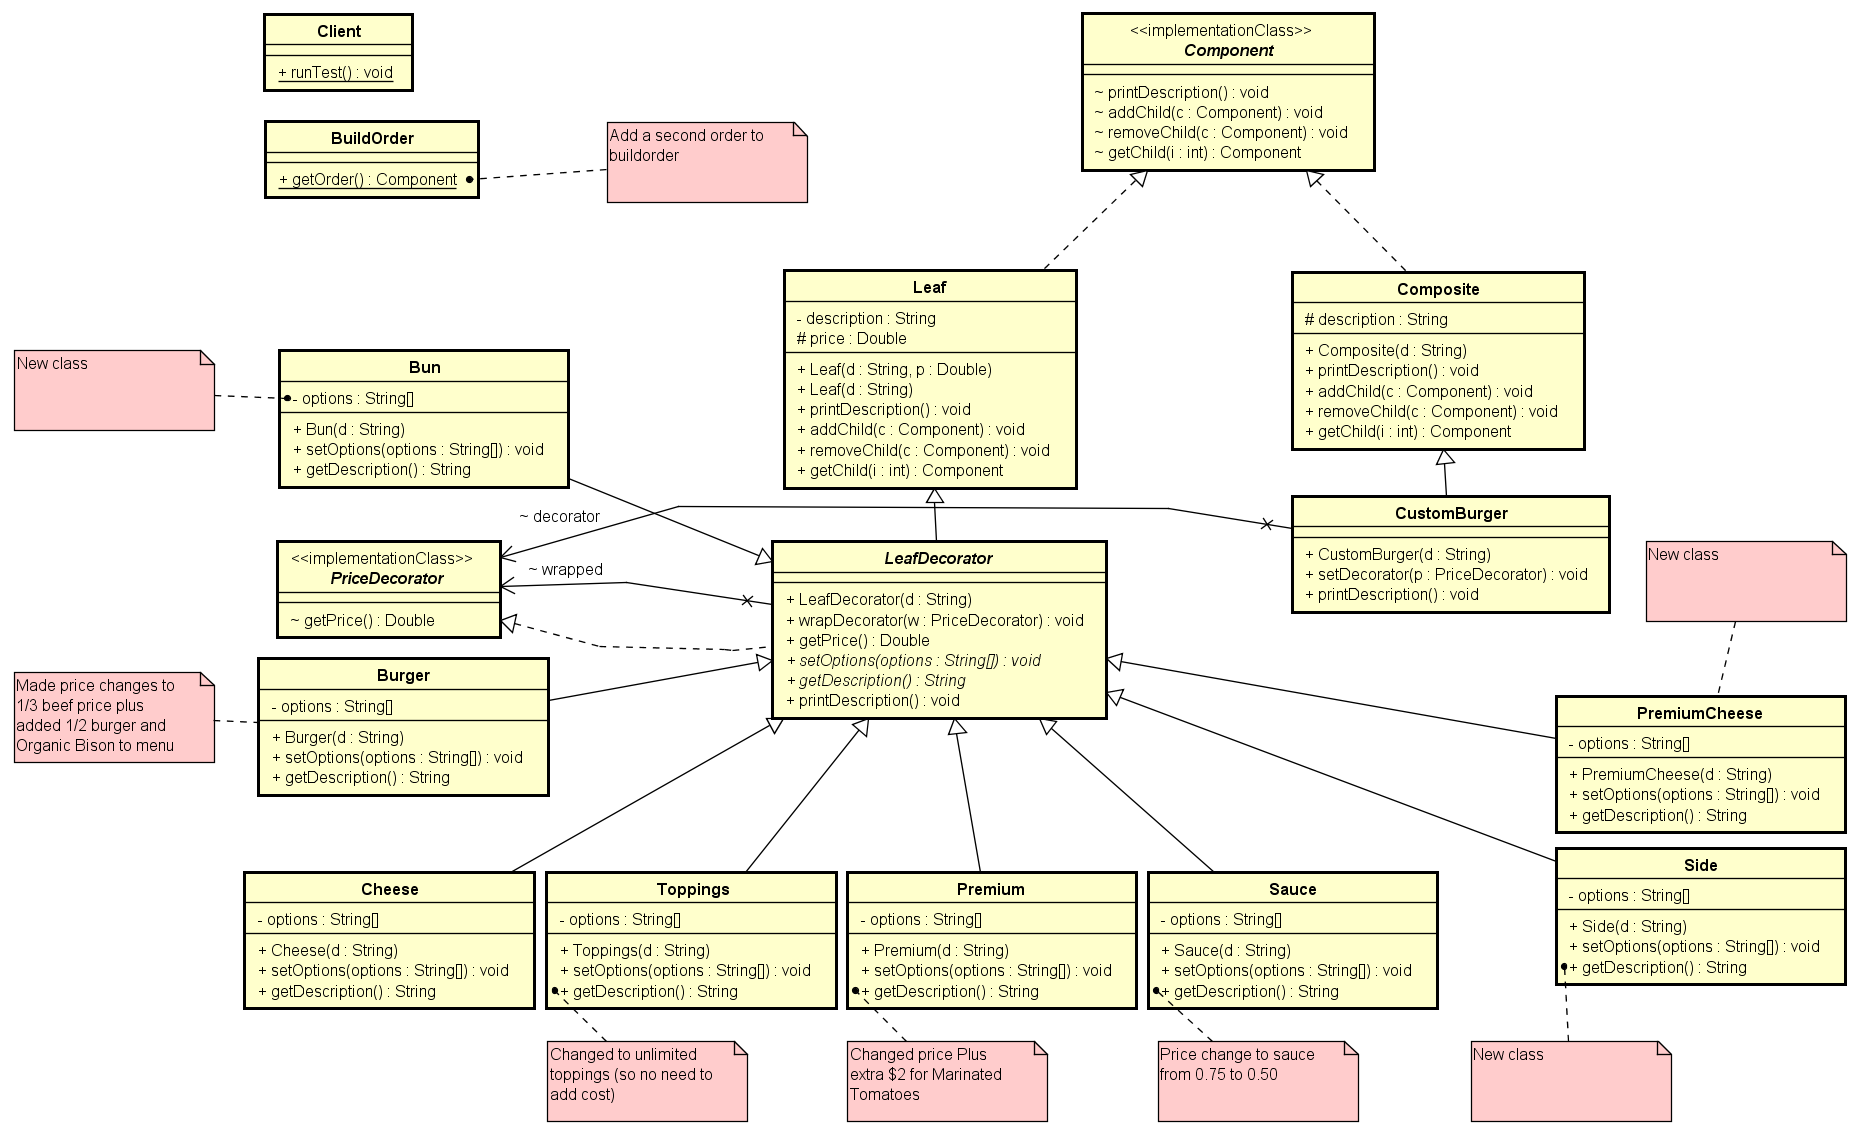 Client
+ runTest() : void
BuildOrder
+ getOrder() : Component
Add a second order to
buildorder
<<implementationClass>>
Component
~ printDescription() : void
~ addChild(c : Component) : void
~ removeChild(c : Component) : void
~ getChild(i : int) : Component
Leaf
- description : String
# price : Double
+ Leaf(d : String, p : Double)
+ Leaf(d : String)
+ printDescription() : void
+ addChild(c : Component) : void
+ removeChild(c : Component) : void
+ getChild(i : int) : Component
Composite
# description : String
+ Composite(d : String)
+ printDescription() : void
+ addChild(c : Component) : void
+ removeChild(c : Component) : void
+ getChild(i : int) : Component
New class
Bun
- options : String[]
+ Bun(d : String)
+ setOptions(options : String[]) : void
+ getDescription() : String
~ decorator
CustomBurger
+ CustomBurger(d : String)
+ setDecorator(p : PriceDecorator) : void
+ printDescription() : void
<<implementationClass>>
PriceDecorator
~ getPrice() : Double
~ wrapped
LeafDecorator
+ LeafDecorator(d : String)
+ wrapDecorator(w : PriceDecorator) : void
+ getPrice() : Double
+ setOptions(options : String[]) : void
+ getDescription() : String
+ printDescription() : void
New class
Made price changes to
1/3 beef price plus
added 1/2 burger and
Organic Bison to menu
Burger
- options : String[]
+ Burger(d : String)
+ setOptions(options : String[]) : void
+ getDescription() : String
PremiumCheese
- options : String[]
+ PremiumCheese(d : String)
+ setOptions(options : String[]) : void
+ getDescription() : String
Cheese
- options : String[]
+ Cheese(d : String)
+ setOptions(options : String[]) : void
+ getDescription() : String
Toppings
- options : String[]
+ Toppings(d : String)
+ setOptions(options : String[]) : void
+ getDescription() : String
Premium
- options : String[]
+ Premium(d : String)
+ setOptions(options : String[]) : void
+ getDescription() : String
Sauce
- options : String[]
+ Sauce(d : String)
+ setOptions(options : String[]) : void
+ getDescription() : String
Side
- options : String[]
+ Side(d : String)
+ setOptions(options : String[]) : void
+ getDescription() : String
Changed to unlimited
toppings (so no need to
add cost)
Changed price Plus
extra $2 for Marinated
Tomatoes
Price change to sauce
from 0.75 to 0.50
New class